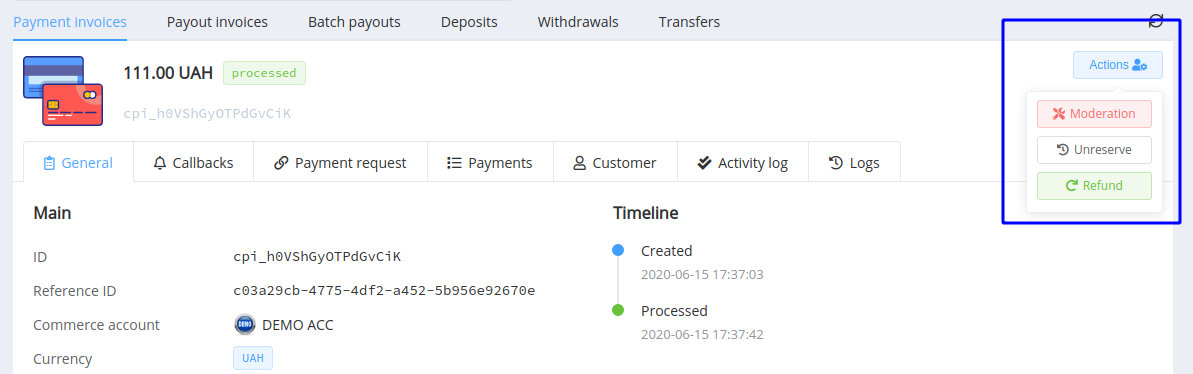 Payment invoices Payout invoices Batch payouts Deposits Withdrawals Transfers
111.00 UAH processed Actions
cpi_h0VShGyOTPdGvCiK
Moderation
Unreserve
Refund
General Callbacks Payment request Payments Customer Activity log Logs
Main
ID cpi_h0VShGyOTPdGvCiK
Reference ID c03a29cb-4775-4df2-a452-5b956e92670e
Commerce account DEMO DEMO ACC
Currency UAH
Timeline
Created
2020-06-15 17:37:03
Processed
2020-06-15 17:37:42